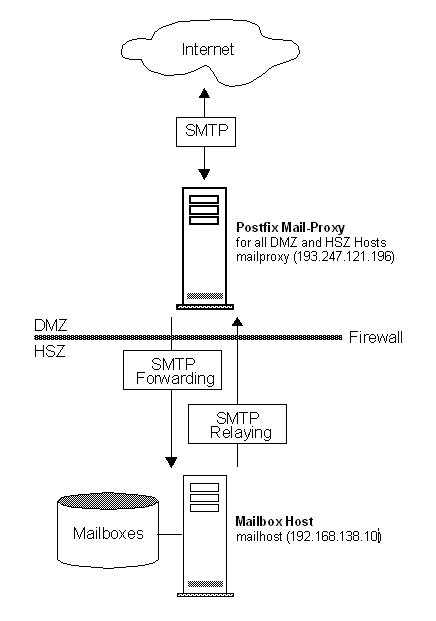 Internet
SMTP
Postfix Mail-Proxy
for all DMZ and HSZ Hosts
mailproxy (193.247.121.196)
DMZ
Firewall
HSZ
SMTP
Forwarding
SMTP
Relaying
Mailbox Host
mailhost (192.168.138.10)
Mailboxes